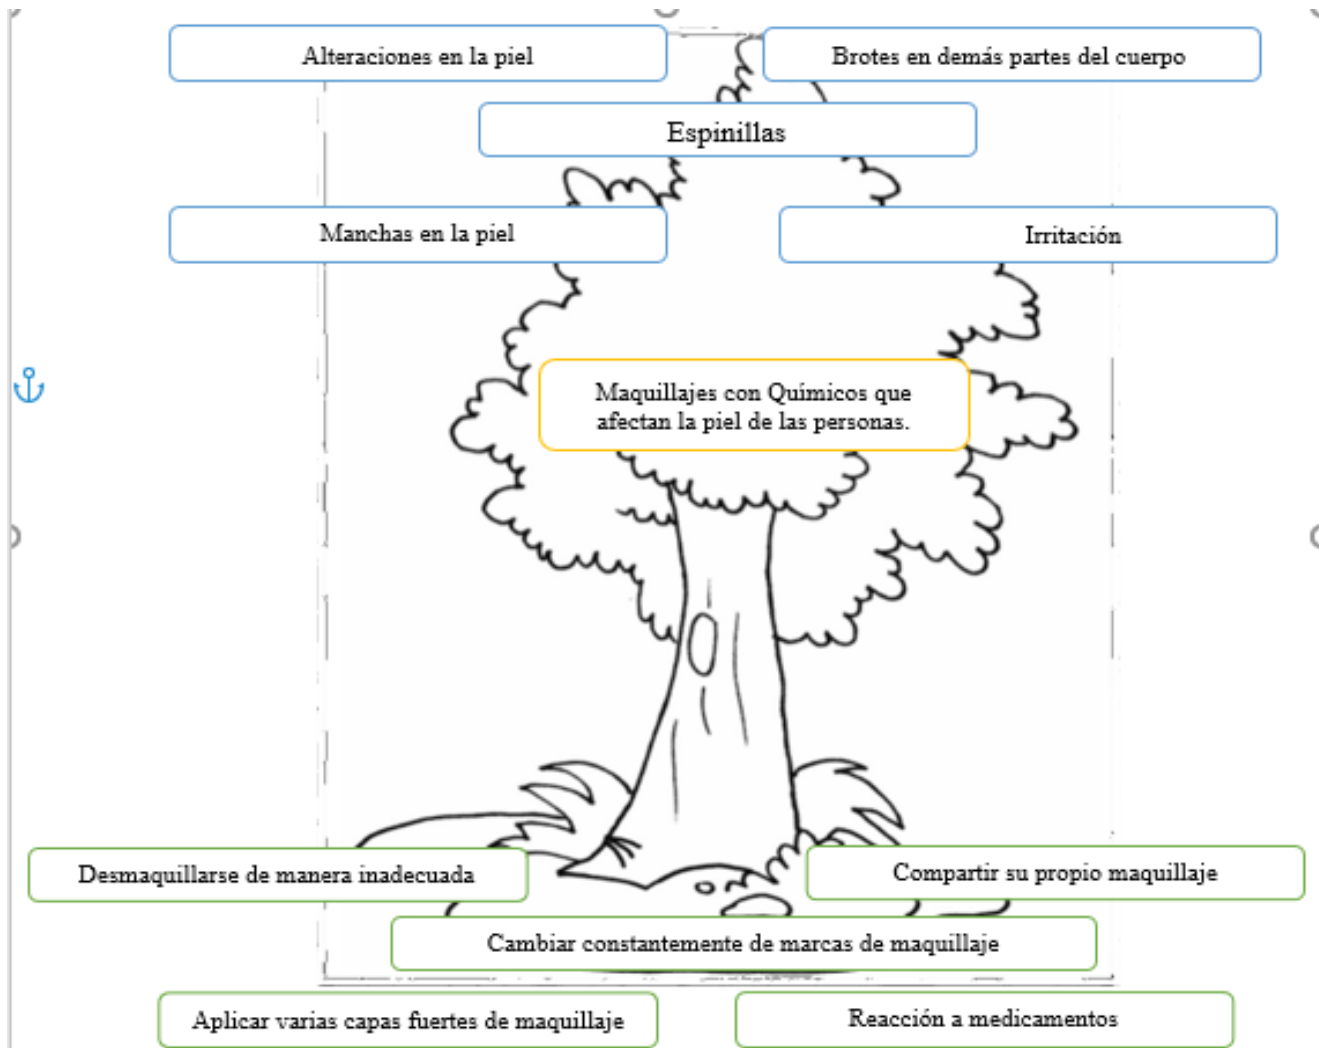 Alteraciones en la piel
Brotes en demás partes del cuerpo
Espinillas
Manchas en la piel
Irritación
Maquillajes con Químicos que
afectan la piel de las personas.
Desmaquillarse de manera inadecuada
Compartir su propio maquillaje
Cambiar constantemente de marcas de maquillaje
Aplicar varias capas fuertes de maquillaje
Reacción a medicamentos